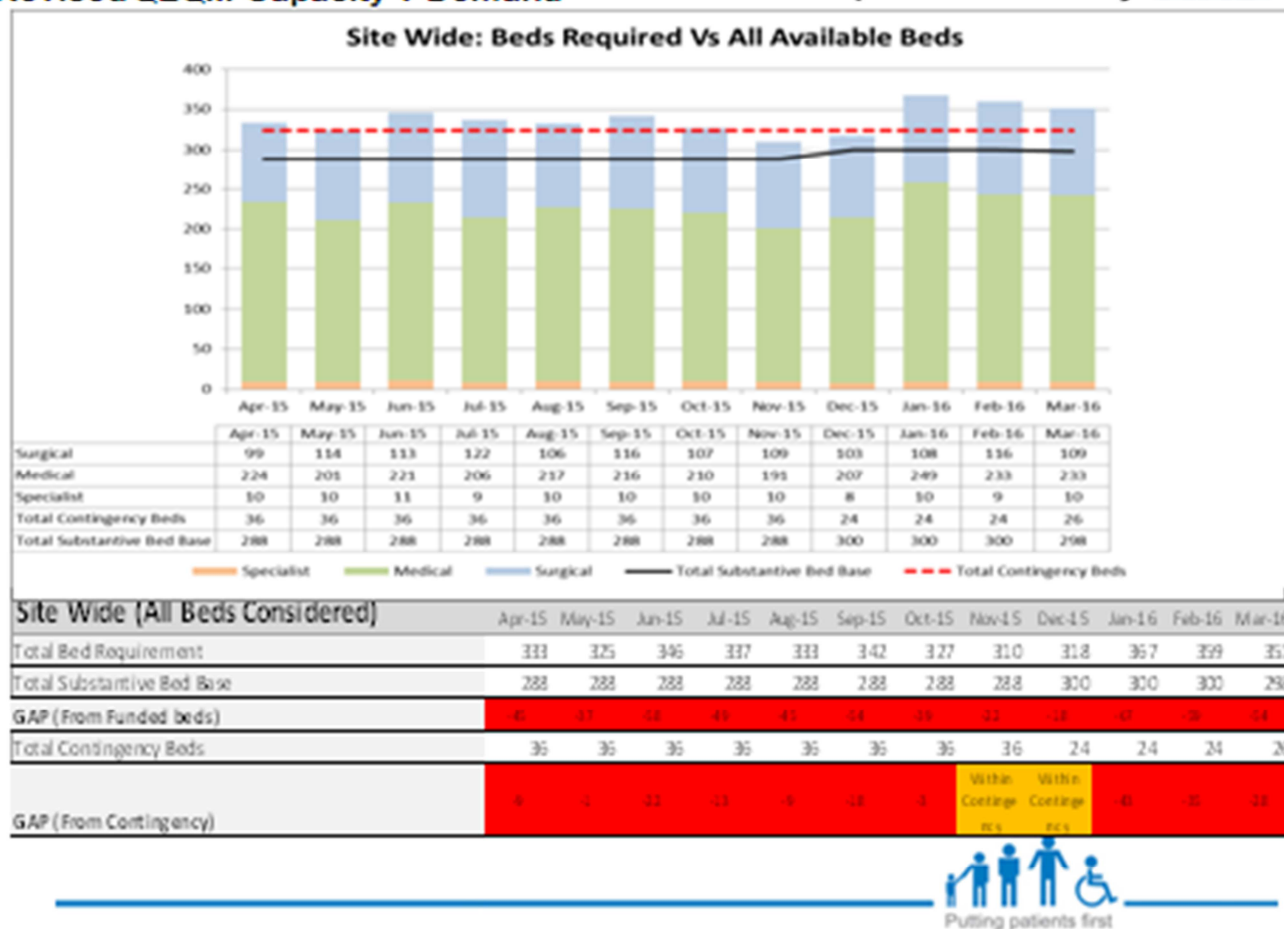 Capacity + Demand
Site Wide: Beds Required Vs All Available Beds
400
350
300
250
200
150
100
50
0
Apr-15 May-15 Jun-15 Jul-15 Aug-15 Sep-15 Oct-15 Nov-15 Dec-15 Jan-16 Feb-16 Mar-16
Apr-15 May-15 Jun-15 Jul-15 Aug-15 Sep-15 Oct-15 Nov-15 Dec-15 Jan-16 Feb-16 Mar-16
Surgical 99 114 113 122 106 116 107 109 103 108 116 109
Medical 224 201 221 206 217 216 210 191 207 249 233 233
Specialist 10 10 11 9 10 10 10 10 8 10 9 10
Total Contingency Beds 36 36 36 36 36 36 36 36 24 24 24 26
Total Substantive Bed Base 288 288 288 288 288 288 288 288 300 300 300 298
Specialist Medical Surgical Total Substantive Bed Base Total Contingency Beds
Site Wide (All Beds Considered) Apr-15 May-15 Jun-15 Jul-15 Aug-15 Sep-15 Oct-15 Nov-15 Dec-15 Jan-16 Feb-16
Total Bed Requirement 333 325 346 337 333 342 327 310 318 367 359
Total Substantive Bed Base 288 288 288 288 288 288 288 288 300 300 300
GAP (From Funded beds)
Total Contingency Beds 36 36 36 36 36 36 36 36 24 24 24
Within Within
Continge Continge
ncy ncy
GAP (From Contingency)
Putting patients first